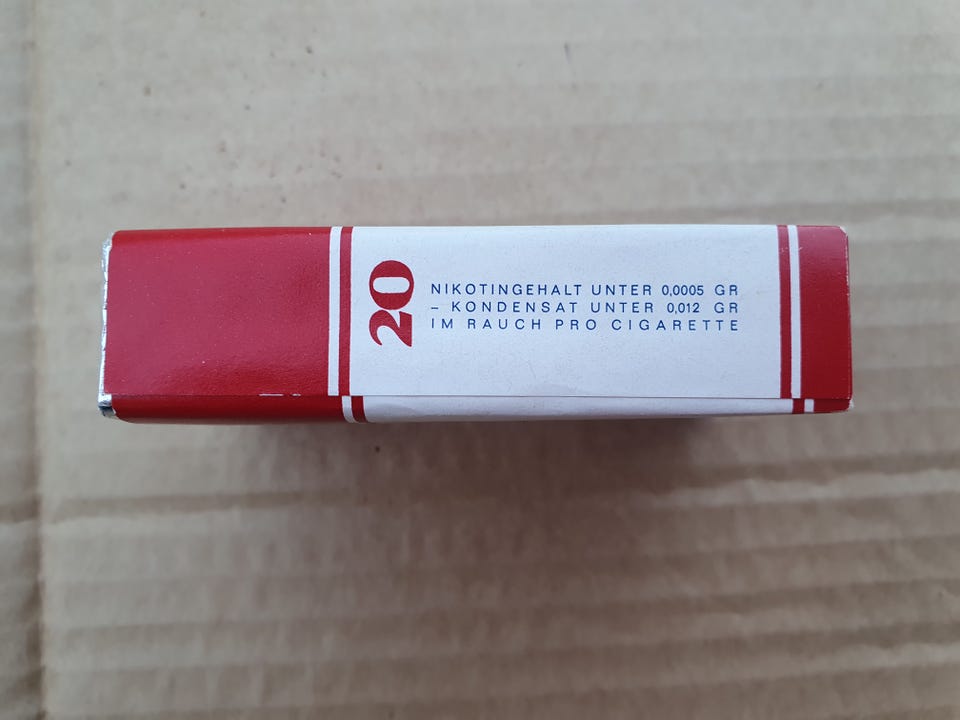 20
NIKOTINGEHALT UNTER 0,0005 GR
– KONDENSAT UNTER 0,012 GR
IM RAUCH PRO CIGARETTE